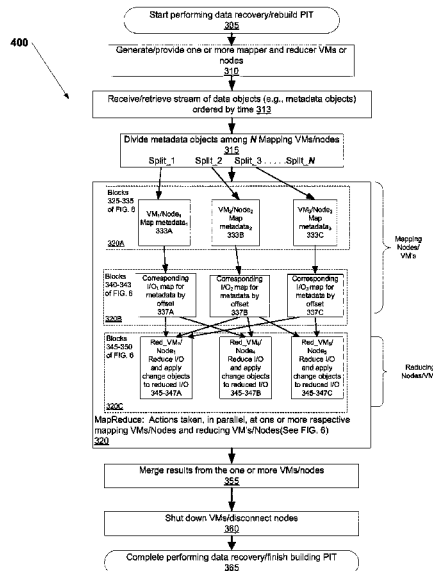 400
Start performing data recovery/rebuild PIT
305
Generate/provide one or more mapper and reducer VMs or
nodes
310
Receive/retrieve stream of data objects (e.g., metadata objects)
ordered by time 313
Divide metadata objects among N Mapping VMs/nodes
315
Split_1 Split_2 Split_3 . . . . .Split_N
Blocks
325-335
of FIG. 6
320A
VM1/Node1
Map metadata1
333A
VM2/Node2
Map
metadata2
333B
VM3/Node3
Map
metadata3
333C
Mapping
Nodes/
VM's
Blocks
340-343
of FIG. 6
320B
Corresponding
I/O1 map for
metadata by
offset
337A
Corresponding
I/O2 map for
metadata by
offset
337B
Corresponding
I/O3 map for
metadata by
offset
337C
Blocks
345-350
of FIG. 6
320C
Reduce I/O
and apply
change objects
to reduced I/O
345-347A
Reduce I/O
and apply
change objects
to reduced I/O
345-347B
Reduce I/O
and apply
change objects
to reduced I/O
345-347C
Reducing
Nodes/VM
MapReduce: Actions taken, in parallel, at one or more respective
mapping VMs/Nodes and reducing VM's/Nodes(See FIG. 6)
320
Merge results from the one or more VMs/nodes
355
Shut down VMs/disconnect nodes
360
Complete performing data recovery/finish building PIT
365